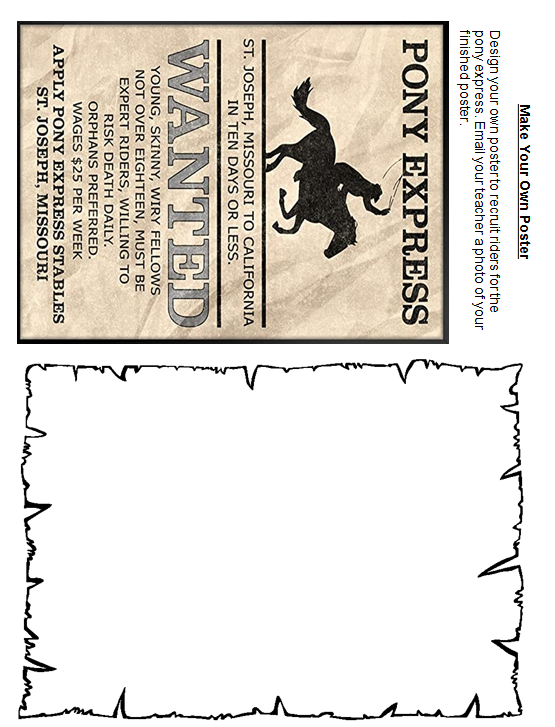 Make Your Own Poster
Design your own poster to recruit riders for the
pony express. Email your teacher a photo of your
finished poster.
PONY EXPRESS
ST. JOSEPH, MISSOURI TO CALIFORNIA
IN TEN DAYS OR LESS.
WANTED
YOUNG, SKINNY, WIRY FELLOWS
NOT OVER EIGHTEEN, MUST BE
EXPERT RIDERS, WILLING TO
RISK DEATH DAILY.
ORPHANS PREFERRED.
WAGES $25 PER WEEK
APPLY PONY EXPRESS STABLES
ST. JOSEPH, MISSOURI